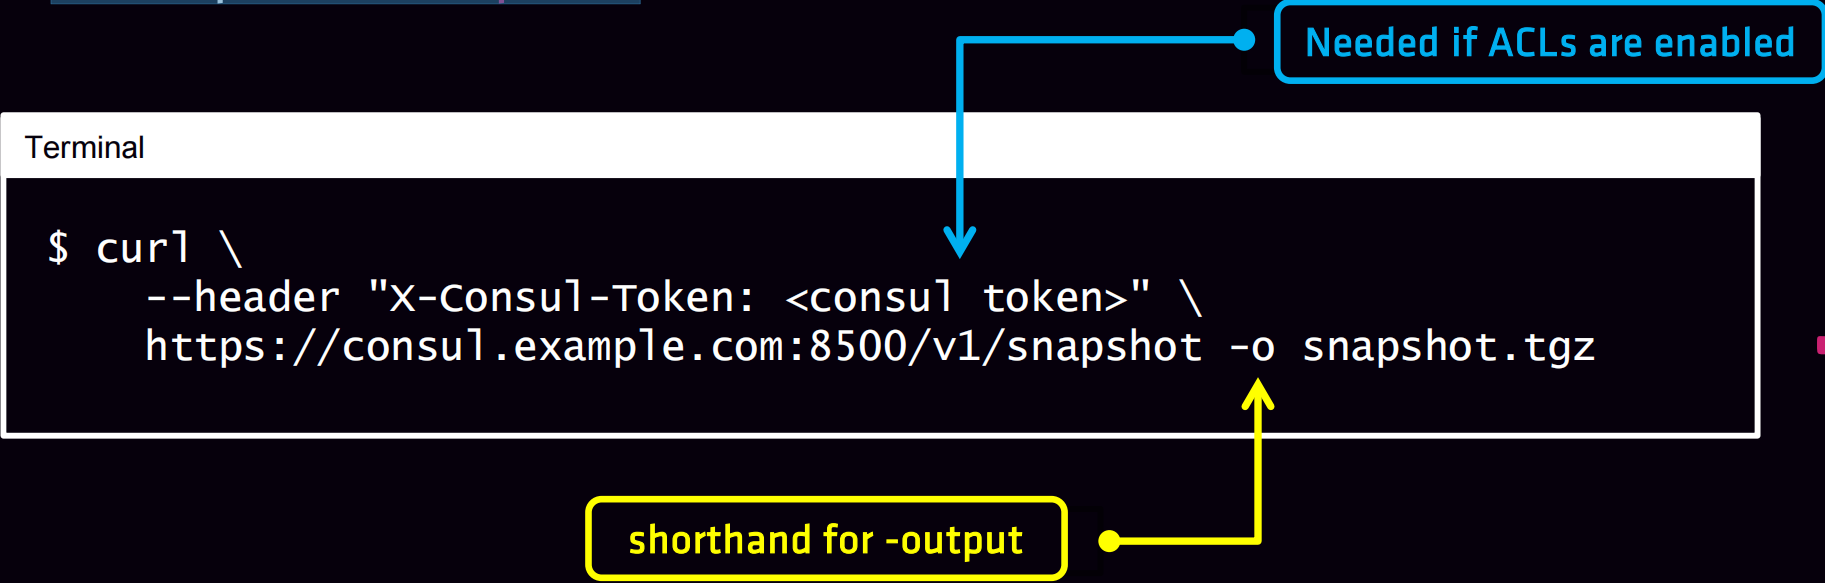 Needed if ACLs are enabled
Terminal
$ curl \
--header "X-Consul-Token: <consul token>" \
https://consul.example.com:8500/v1/snapshot -o snapshot.tgz
shorthand for -output